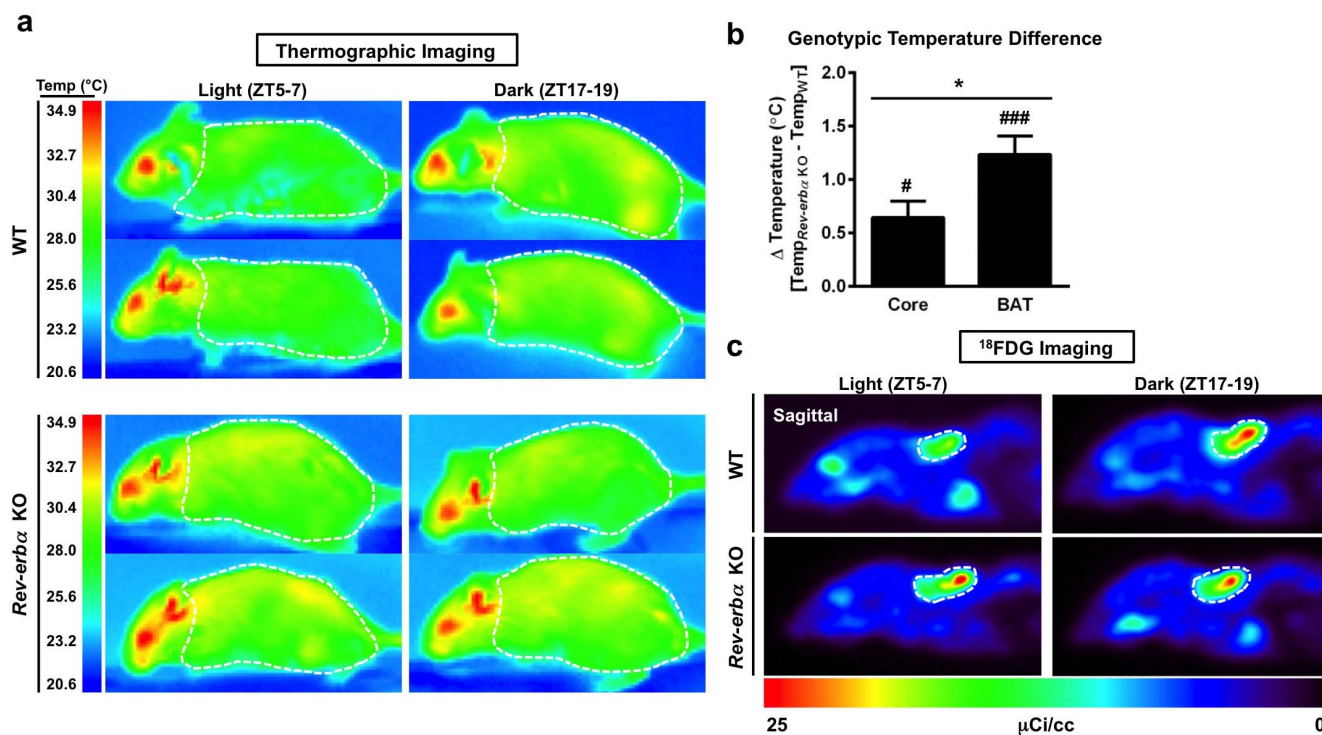 a
Thermographic Imaging
Temp (°C)
Light (ZT5-7)
Dark (ZT17-19)
WT
34.9
32.7
30.4
28.0
25.6
23.2
20.6
Rev-erbα KO
34.9
32.7
30.4
28.0
25.6
23.2
20.6
b
Genotypic Temperature Difference
Δ Temperature (°C)
[TempRev-erbα KO - TempWT]
2.0
1.5
1.0
0.5
0.0
*
#
###
Core
BAT
c
¹⁸FDG Imaging
Light (ZT5-7)
Dark (ZT17-19)
WT
Sagittal
Rev-erbα KO
25
μCi/cc
0